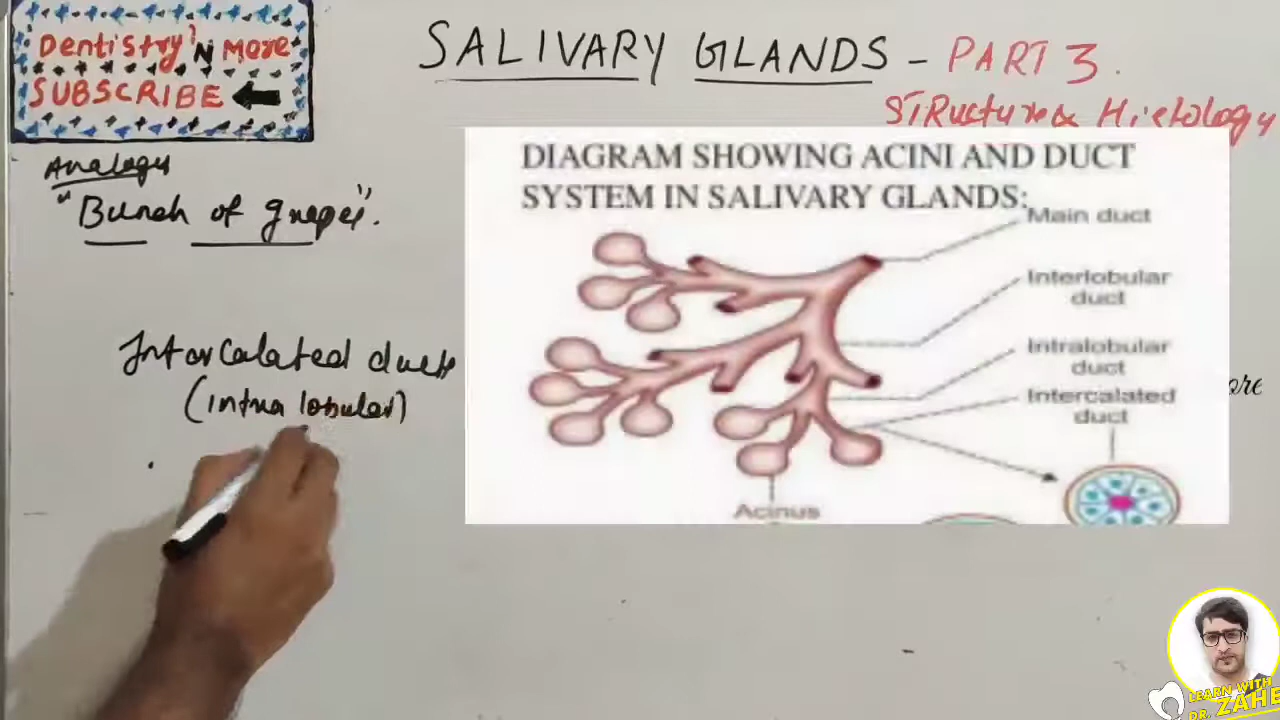 Dentistry 'N More
SUBSCRIBE
SALIVARY GLANDS - PART 3.
Structure & Histology
Analogy
"Bunch of grapes".
Intercalated duct
(intra lobular)
DIAGRAM SHOWING ACINI AND DUCT
SYSTEM IN SALIVARY GLANDS:
Main duct
Interlobular
duct
Intralobular
duct
Intercalated
duct
Acinus
ore
LEARN WITH
DR. ZAHE